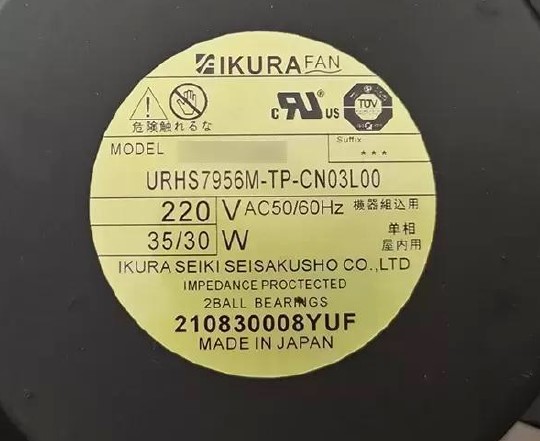 IKURA FAN
c RU US TÜV
危険触れるな
MODEL Suffix
***
URHS7956M-TP-CN03L00
220 V AC50/60Hz 機器組込用
35/30 W 单相
屋内用
IKURA SEIKI SEISAKUSHO CO.,LTD
IMPEDANCE PROCTECTED
2BALL BEARINGS
210830008YUF
MADE IN JAPAN